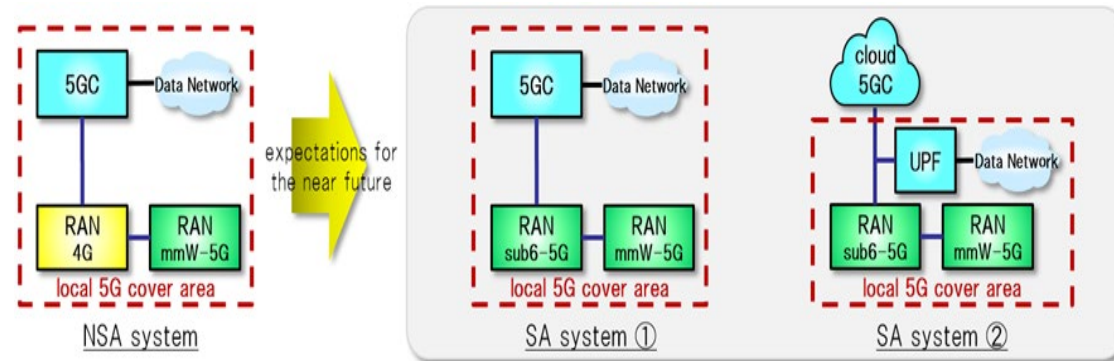 5GC
Data Network
RAN
4G
RAN
mmW-5G
local 5G cover area
NSA system
expectations for
the near future
5GC
Data Network
RAN
sub6-5G
RAN
mmW-5G
local 5G cover area
SA system ①
cloud
5GC
UPF
Data Network
RAN
sub6-5G
RAN
mmW-5G
local 5G cover area
SA system ②